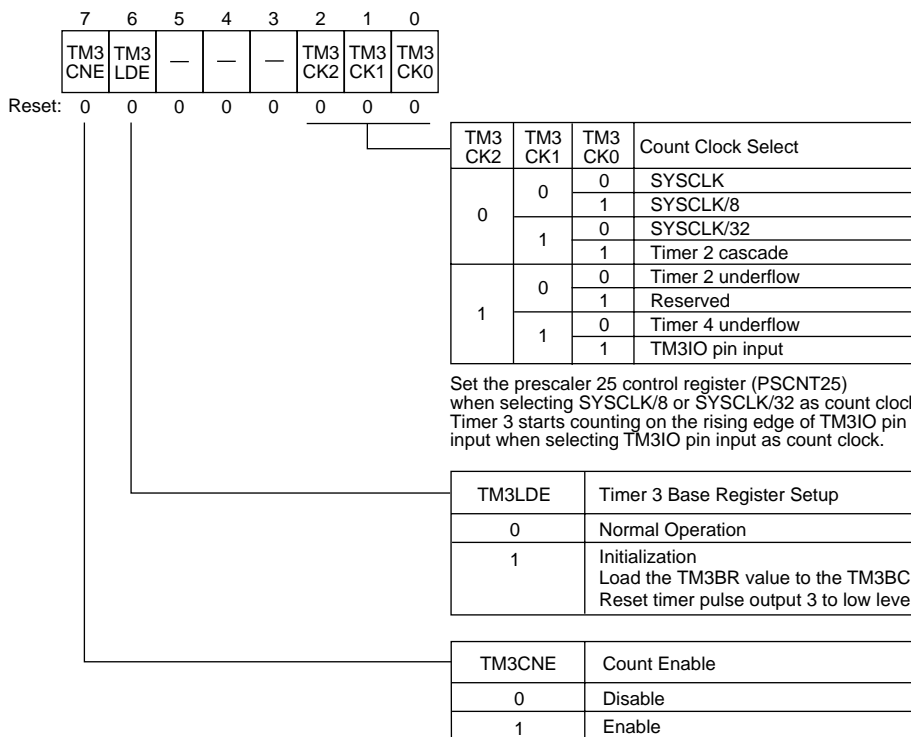 7 6 5 4 3 2 1 0
TM3 TM3 — — — TM3 TM3 TM3
CNE LDE CK2 CK1 CK0
Reset: 0 0 0 0 0 0 0 0
TM3 TM3 TM3 Count Clock Select
CK2 CK1 CK0
0 0 0 SYSCLK
1 SYSCLK/8
1 0 SYSCLK/32
1 Timer 2 cascade
1 0 0 Timer 2 underflow
1 Reserved
1 0 Timer 4 underflow
1 TM3IO pin input
Set the prescaler 25 control register (PSCNT25)
when selecting SYSCLK/8 or SYSCLK/32 as count cloc
Timer 3 starts counting on the rising edge of TM3IO pin
input when selecting TM3IO pin input as count clock.
TM3LDE Timer 3 Base Register Setup
0 Normal Operation
1 Initialization
Load the TM3BR value to the TM3BC
Reset timer pulse output 3 to low leve
TM3CNE Count Enable
0 Disable
1 Enable